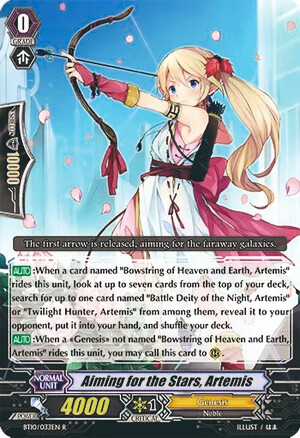 0
GRADE
10000
The first arrow is released, aiming for the faraway galaxies.
AUTO:When a card named "Bowstring of Heaven and Earth, Artemis"
rides this unit, look at up to seven cards from the top of your deck,
search for up to one card named "Battle Deity of the Night, Artemis"
or "Twilight Hunter, Artemis" from among them, reveal it to your
opponent, put it into your hand, and shuffle your deck.
AUTO:When a «Genesis» not named "Bowstring of Heaven and Earth,
Artemis" rides this unit, you may call this card to
NORMAL
UNIT
Aiming for the Stars, Artemis
POWER
4000
1
CRITICAL
Genesis
Noble
BT10/033EN R
ILLUST /